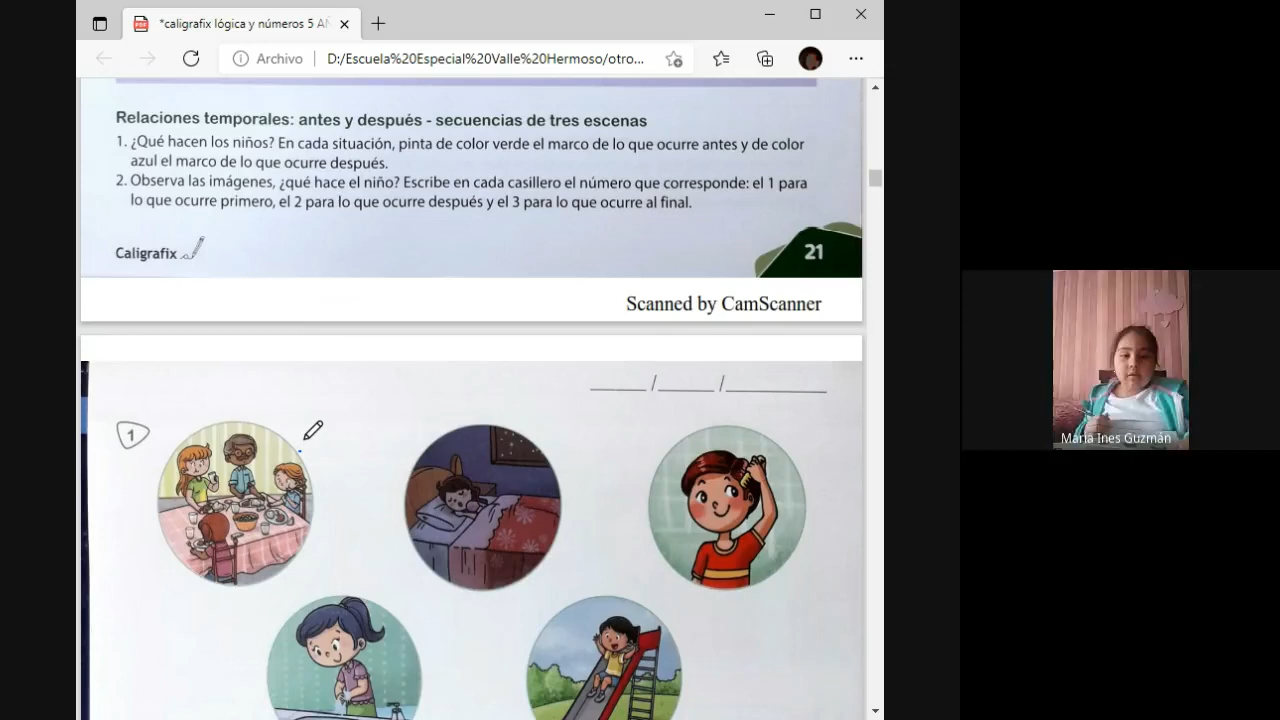 *caligrafix lógica y números 5 AÑ
Archivo
D:/Escuela%20Especial%20Valle%20Hermoso/otro...
Relaciones temporales: antes y después - secuencias de tres escenas
1. ¿Qué hacen los niños? En cada situación, pinta de color verde el marco de lo que ocurre antes y de color
azul el marco de lo que ocurre después.
2. Observa las imágenes, ¿qué hace el niño? Escribe en cada casillero el número que corresponde: el 1 para
lo que ocurre primero, el 2 para lo que ocurre después y el 3 para lo que ocurre al final.
Caligrafix
21
Scanned by CamScanner
_____/_____/_________
1
María Ines Guzmán